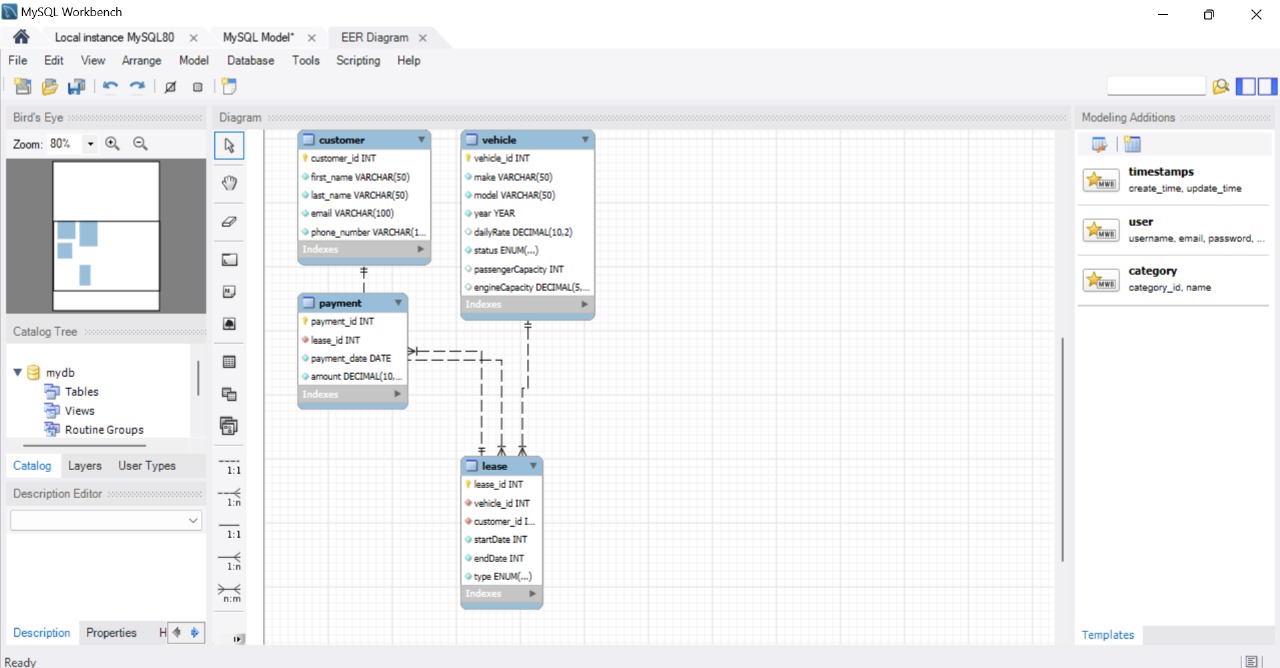 MySQL Workbench
Local instance MySQL80
MySQL Model*
EER Diagram
File Edit View Arrange Model Database Tools Scripting Help
Bird's Eye
Zoom: 80%
Catalog Tree
mydb
Tables
Views
Routine Groups
Catalog Layers User Types
Description Editor
Description Properties H
Ready
Diagram
1:1
1:n
1:1
1:n
n:m
customer
customer_id INT
first_name VARCHAR(50)
last_name VARCHAR(50)
email VARCHAR(100)
phone_number VARCHAR(1...
Indexes
vehicle
vehicle_id INT
make VARCHAR(50)
model VARCHAR(50)
year YEAR
dailyRate DECIMAL(10,2)
status ENUM(...)
passengerCapacity INT
engineCapacity DECIMAL(5,...
Indexes
payment
payment_id INT
lease_id INT
payment_date DATE
amount DECIMAL(10,...
Indexes
lease
lease_id INT
vehicle_id INT
customer_id I...
startDate INT
endDate INT
type ENUM(...)
Indexes
Modeling Additions
MWB
timestamps
create_time, update_time
MWB
user
username, email, password, ...
MWB
category
category_id, name
Templates